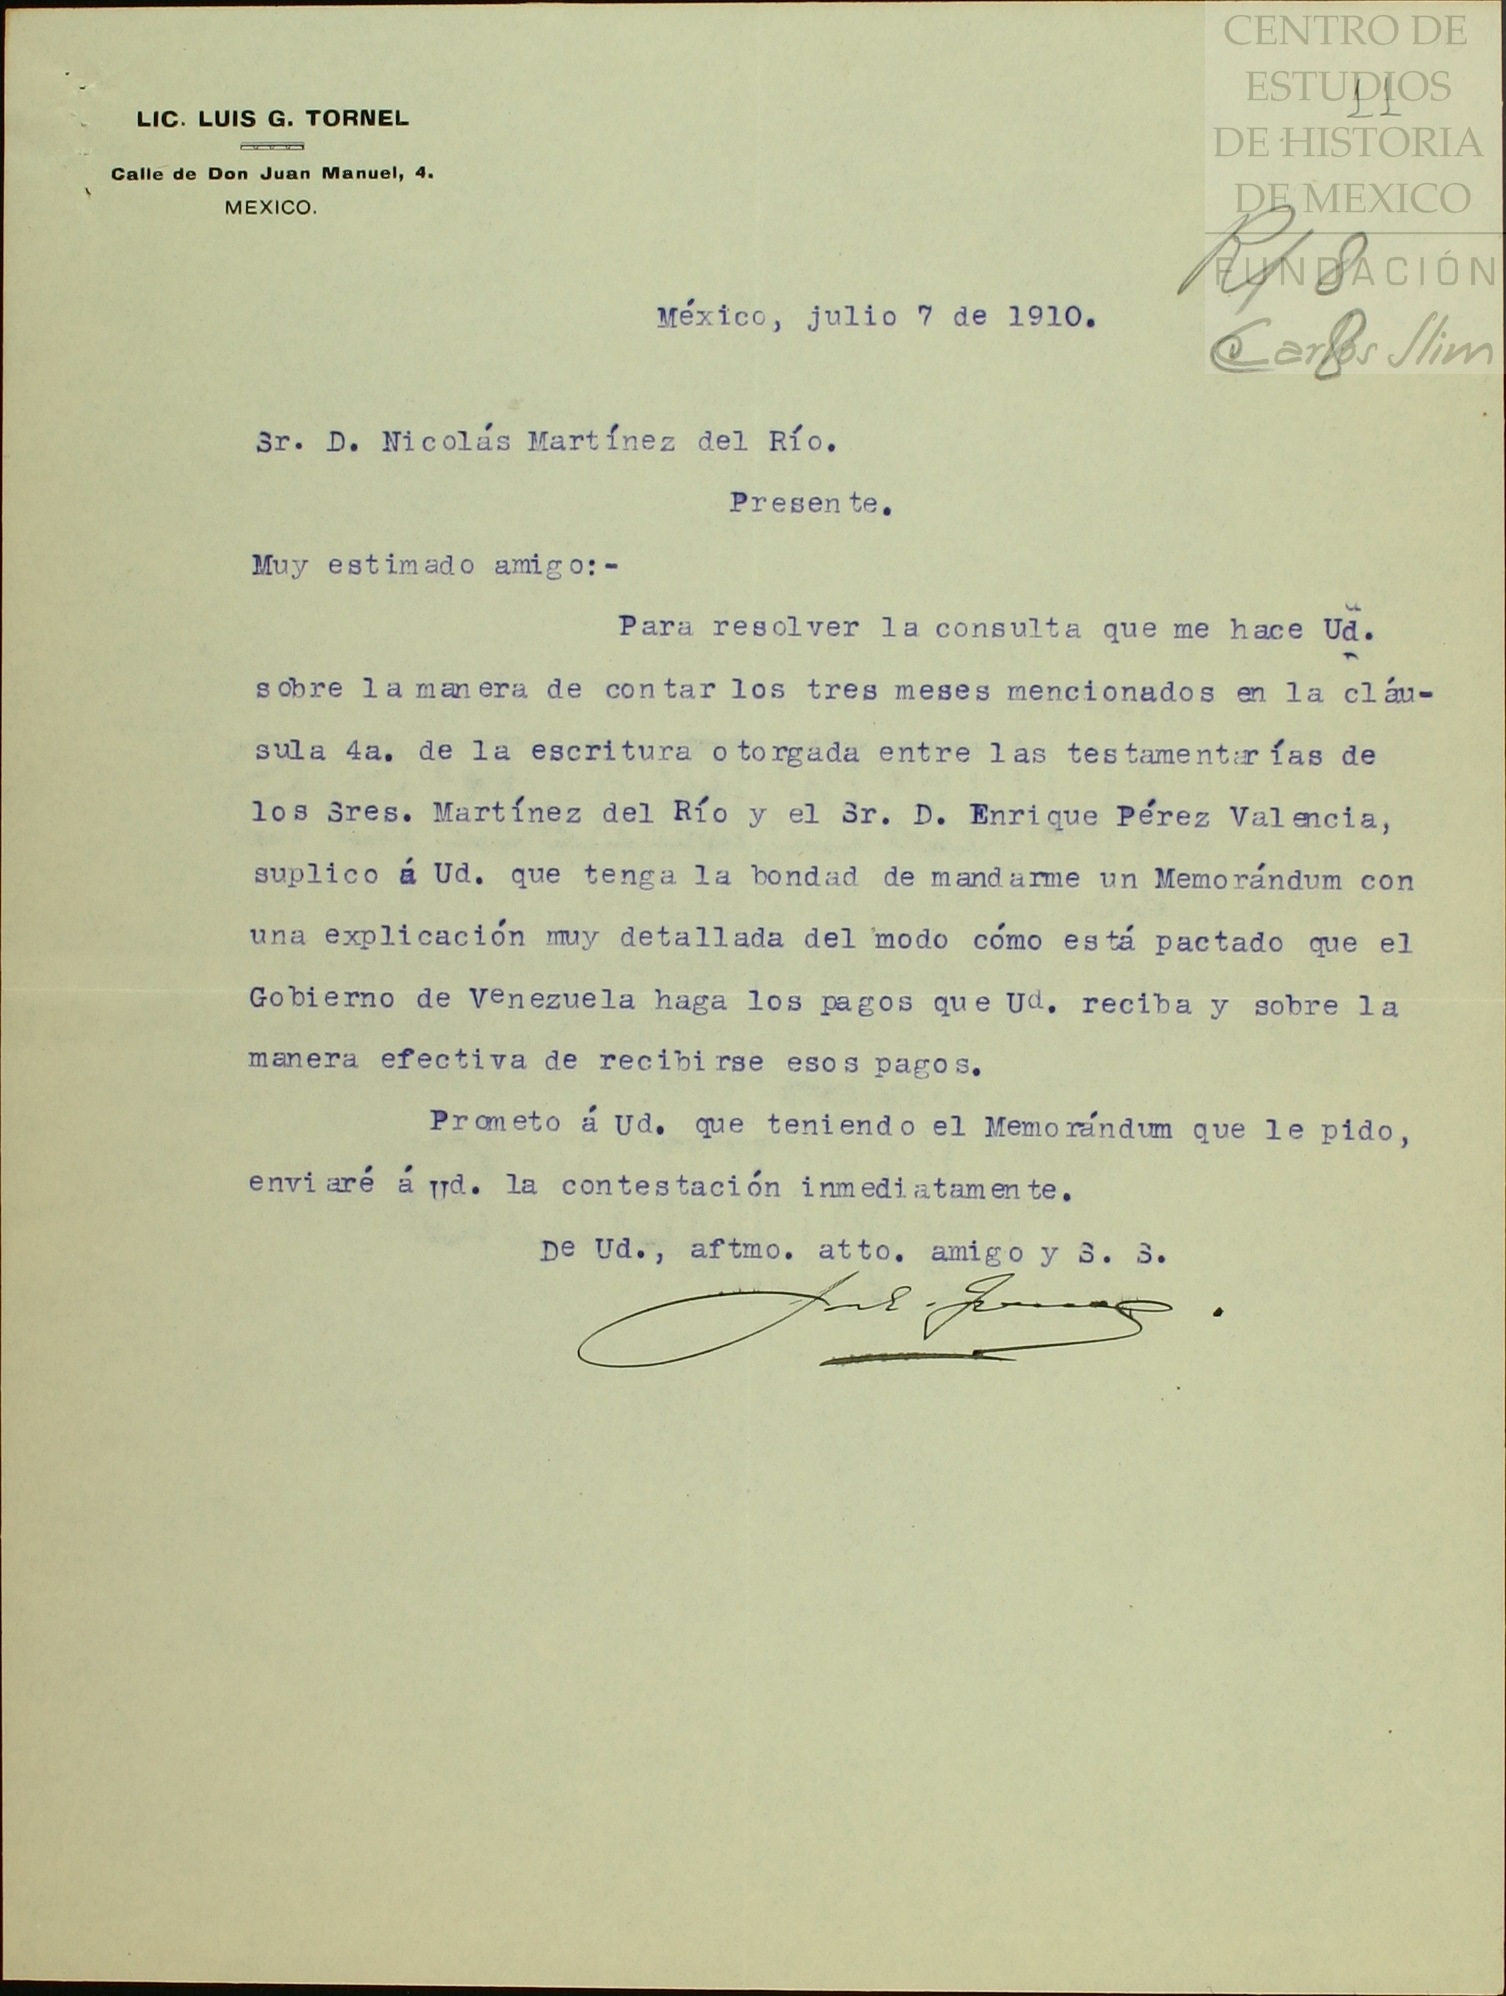 CENTRO DE
ESTUDIOS
DE HISTORIA
DE MEXICO
FUNDACIÓN
Carlos Slim
11
R/8
8
LIC. LUIS G. TORNEL
Calle de Don Juan Manuel, 4.
MEXICO.
México, julio 7 de 1910.
Sr. D. Nicolás Martínez del Río.
Presente.
Muy estimado amigo:-
Para resolver la consulta que me hace Ud.
sobre la manera de contar los tres meses mencionados en la cláu-
sula 4a. de la escritura otorgada entre las testamentarías de
los Sres. Martínez del Río y el Sr. D. Enrique Pérez Valencia,
suplico á Ud. que tenga la bondad de mandarme un Memorándum con
una explicación muy detallada del modo cómo está pactado que el
Gobierno de Venezuela haga los pagos que Ud. reciba y sobre la
manera efectiva de recibirse esos pagos.
Prometo á Ud. que teniendo el Memorándum que le pido,
enviaré á Ud. la contestación inmediatamente.
De Ud., aftmo. atto. amigo y S. S.